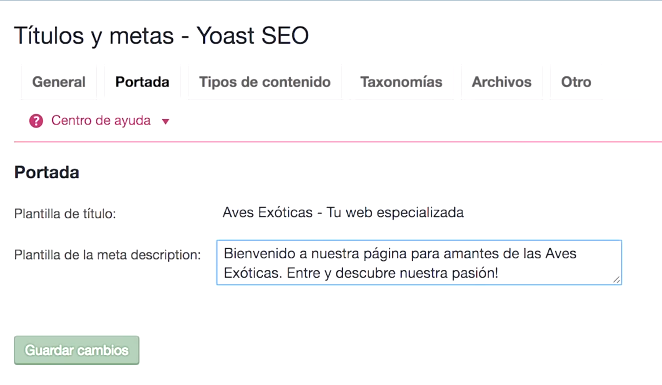 Títulos y metas - Yoast SEO
General Portada Tipos de contenido Taxonomías Archivos Otro
? Centro de ayuda
Portada
Plantilla de título: Aves Exóticas - Tu web especializada
Plantilla de la meta description: Bienvenido a nuestra página para amantes de las Aves
Exóticas. Entre y descubre nuestra pasión!
Guardar cambios